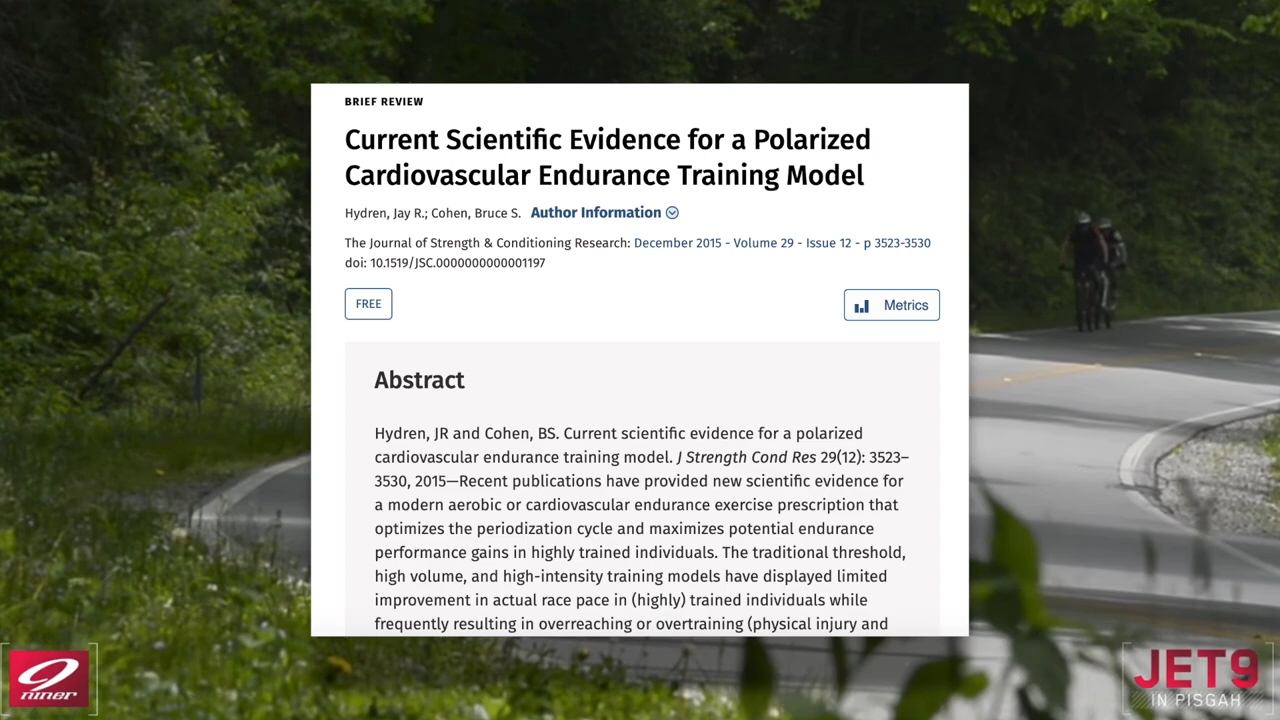 BRIEF REVIEW
Current Scientific Evidence for a Polarized
Cardiovascular Endurance Training Model
Hydren, Jay R.; Cohen, Bruce S. Author Information
The Journal of Strength & Conditioning Research: December 2015 - Volume 29 - Issue 12 - p 3523-3530
doi: 10.1519/JSC.0000000000001197
FREE
Metrics
Abstract
Hydren, JR and Cohen, BS. Current scientific evidence for a polarized
cardiovascular endurance training model. J Strength Cond Res 29(12): 3523–
3530, 2015—Recent publications have provided new scientific evidence for
a modern aerobic or cardiovascular endurance exercise prescription that
optimizes the periodization cycle and maximizes potential endurance
performance gains in highly trained individuals. The traditional threshold,
high volume, and high-intensity training models have displayed limited
improvement in actual race pace in (highly) trained individuals while
frequently resulting in overreaching or overtraining (physical injury and
9
niner
JET9
IN PISGAH